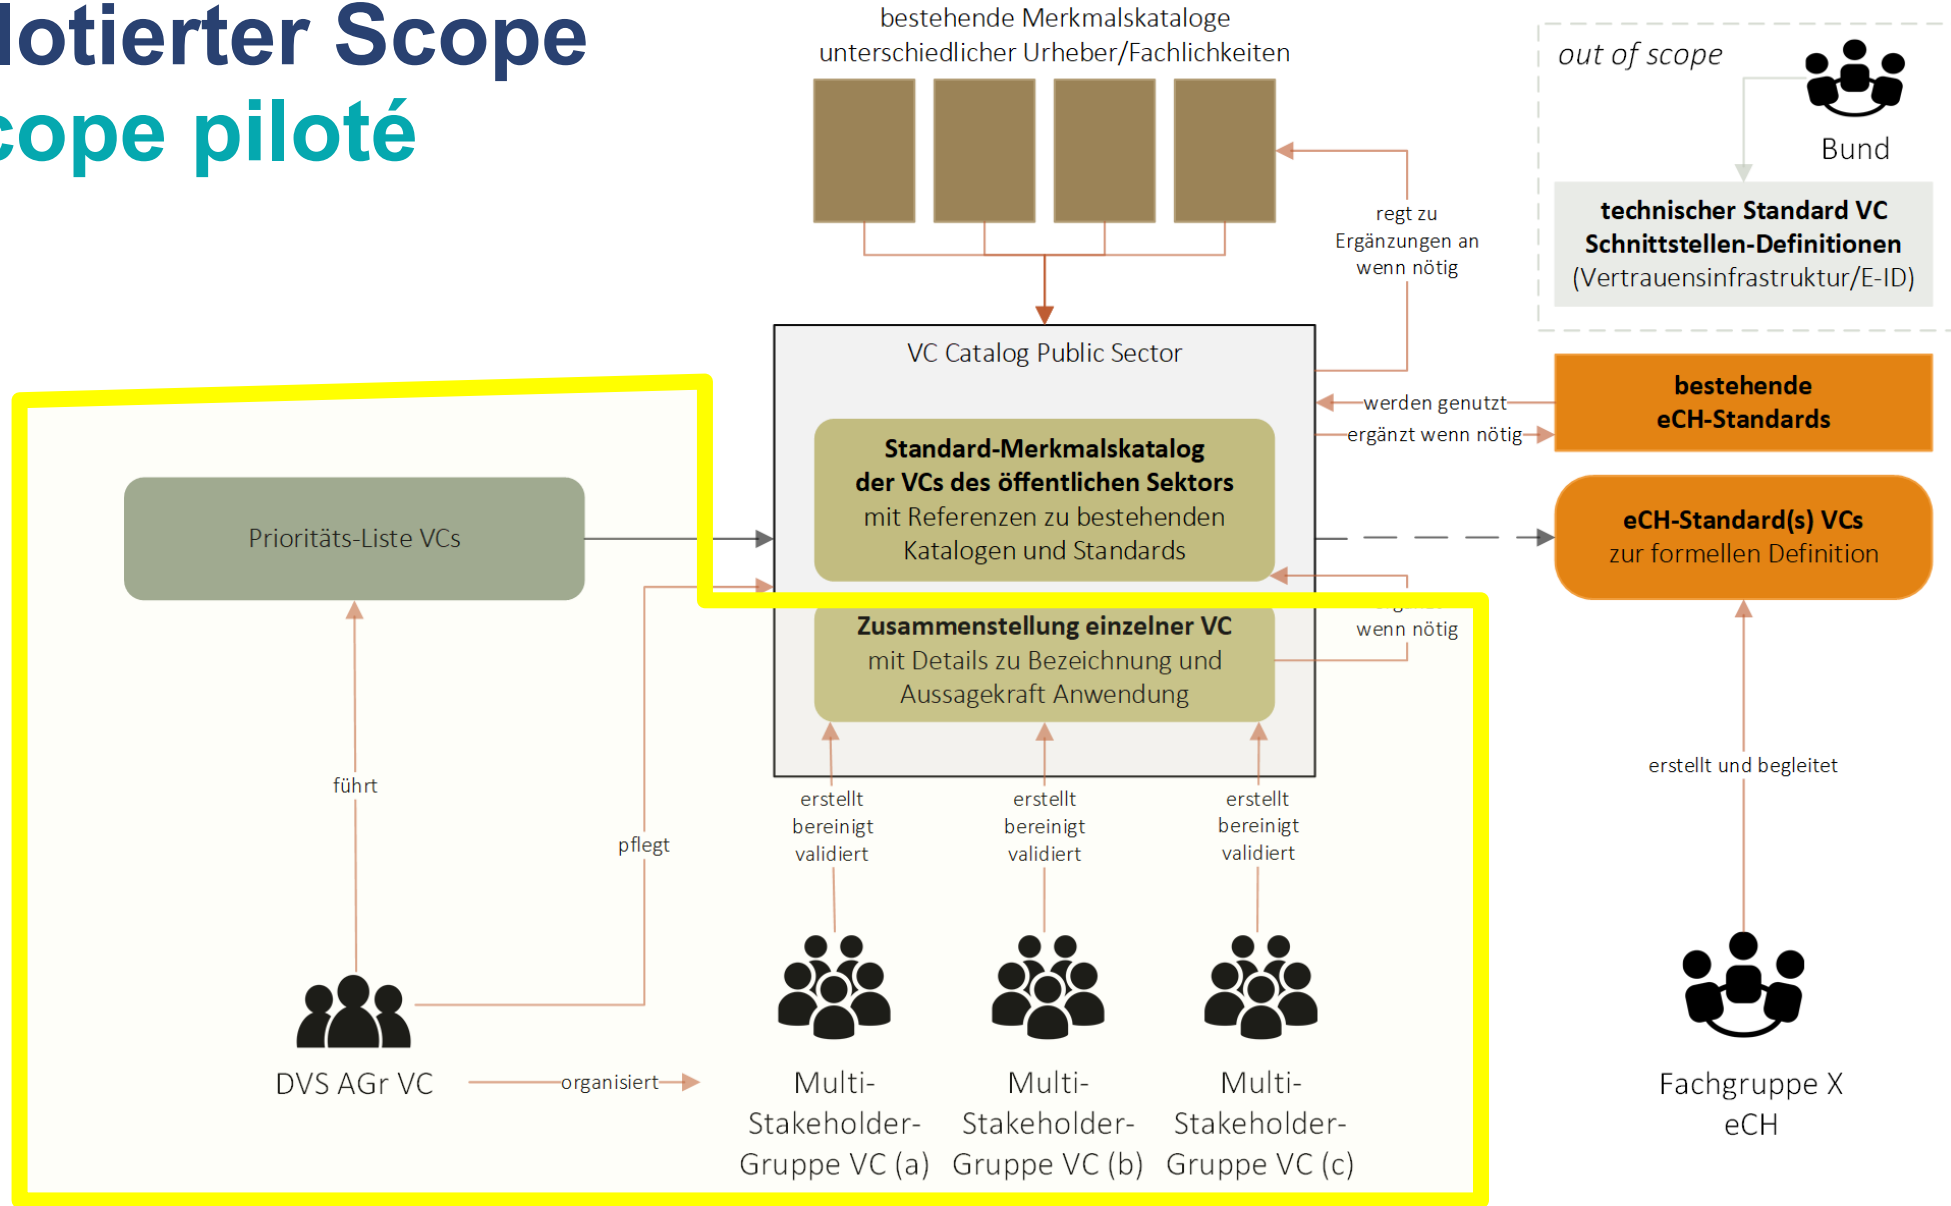 lotierter Scope
cope piloté
bestehende Merkmalskataloge
unterschiedlicher Urheber/Fachlichkeiten
out of scope
Bund
technischer Standard VC
Schnittstellen-Definitionen
(Vertrauensinfrastruktur/E-ID)
regt zu
Ergänzungen an
wenn nötig
VC Catalog Public Sector
werden genutzt
ergänzt wenn nötig
bestehende
eCH-Standards
Standard-Merkmalskatalog
der VCs des öffentlichen Sektors
mit Referenzen zu bestehenden
Katalogen und Standards
Prioritäts-Liste VCs
eCH-Standard(s) VCs
zur formellen Definition
Zusammenstellung einzelner VC
mit Details zu Bezeichnung und
Aussagekraft Anwendung
wenn nötig
führt
pflegt
erstellt
bereinigt
validiert
erstellt
bereinigt
validiert
erstellt
bereinigt
validiert
erstellt und begleitet
DVS AGr VC
organisiert
Multi-
Stakeholder-
Gruppe VC (a)
Multi-
Stakeholder-
Gruppe VC (b)
Multi-
Stakeholder-
Gruppe VC (c)
Fachgruppe X
eCH